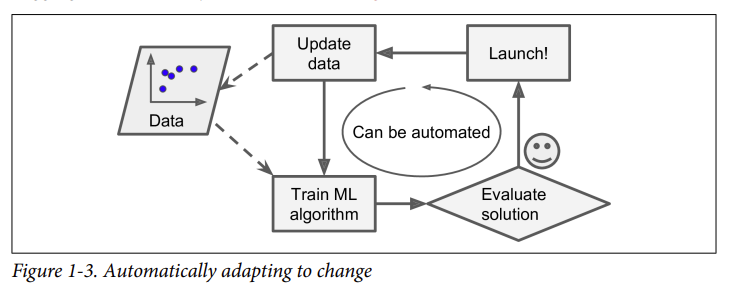 Update
data
Launch!
Data
Can be automated
Train ML
algorithm
Evaluate
solution
Figure 1-3. Automatically adapting to change